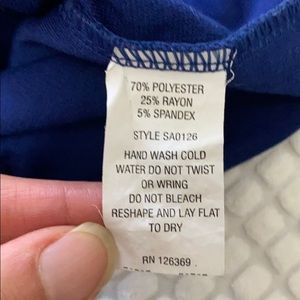 70% POLYESTER
25% RAYON
5% SPANDEX
STYLE SA0126
HAND WASH COLD
WATER DO NOT TWIST
OR WRING
DO NOT BLEACH
RESHAPE AND LAY FLAT
TO DRY
RN 126369